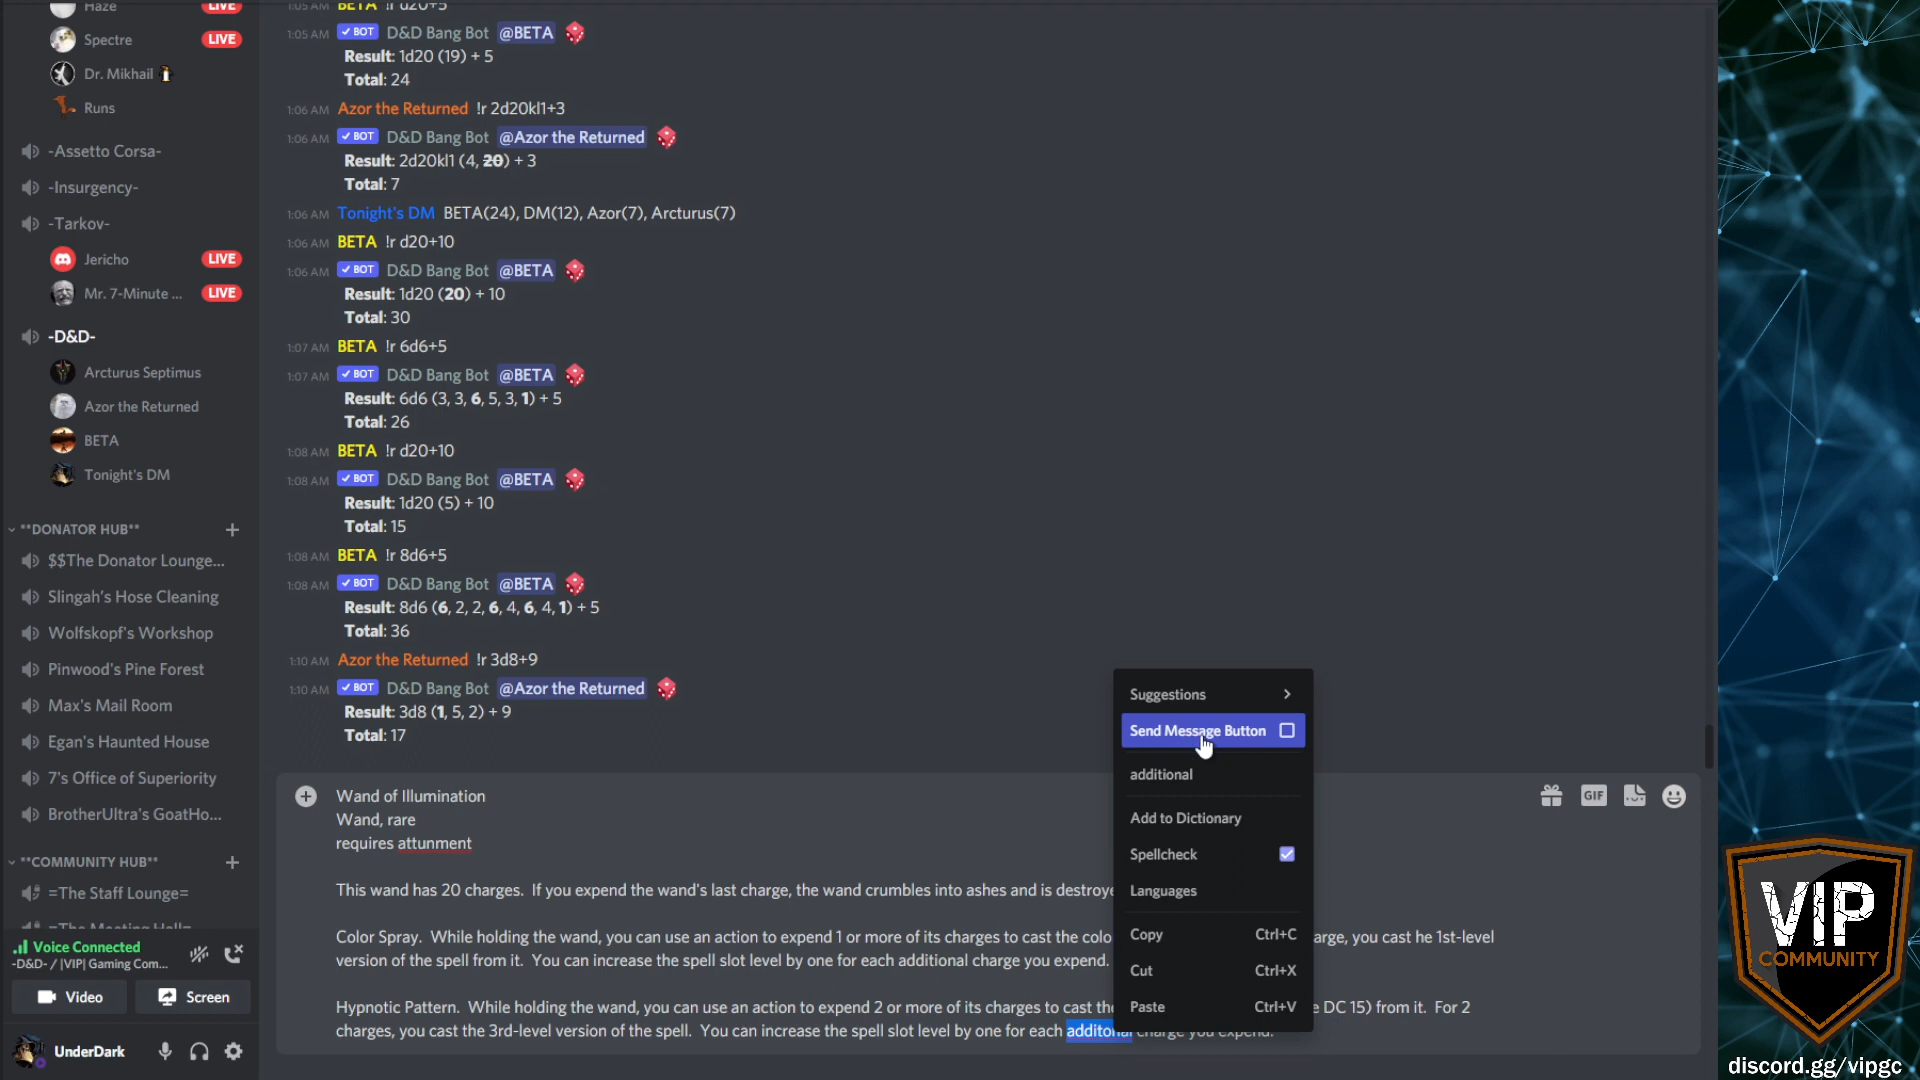 Haze LIVE
Spectre LIVE
Dr. Mikhail
Runs
-Assetto Corsa-
-Insurgency-
-Tarkov-
Jericho LIVE
Mr. 7-Minute ... LIVE
-D&D-
Arcturus Septimus
Azor the Returned
BETA
Tonight's DM
**DONATOR HUB** +
$$The Donator Lounge...
Slingah's Hose Cleaning
Wolfskopf's Workshop
Pinwood's Pine Forest
Max's Mail Room
Egan's Haunted House
7's Office of Superiority
BrotherUltra's GoatHo...
**COMMUNITY HUB** +
=The Staff Lounge=
=The Meeting Hall=
Voice Connected
-D&D- / |VIP| Gaming Com...
Video Screen
UnderDark
1:05 AM BETA !r d20+5
1:05 AM BOT D&D Bang Bot @BETA
Result: 1d20 (19) + 5
Total: 24
1:06 AM Azor the Returned !r 2d20kl1+3
1:06 AM BOT D&D Bang Bot @Azor the Returned
Result: 2d20kl1 (4, 20) + 3
Total: 7
1:06 AM Tonight's DM BETA(24), DM(12), Azor(7), Arcturus(7)
1:06 AM BETA !r d20+10
1:06 AM BOT D&D Bang Bot @BETA
Result: 1d20 (20) + 10
Total: 30
1:07 AM BETA !r 6d6+5
1:07 AM BOT D&D Bang Bot @BETA
Result: 6d6 (3, 3, 6, 5, 3, 1) + 5
Total: 26
1:08 AM BETA !r d20+10
1:08 AM BOT D&D Bang Bot @BETA
Result: 1d20 (5) + 10
Total: 15
1:08 AM BETA !r 8d6+5
1:08 AM BOT D&D Bang Bot @BETA
Result: 8d6 (6, 2, 2, 6, 4, 6, 4, 1) + 5
Total: 36
1:10 AM Azor the Returned !r 3d8+9
1:10 AM BOT D&D Bang Bot @Azor the Returned
Result: 3d8 (1, 5, 2) + 9
Total: 17
Wand of Illumination
Wand, rare
requires attunment
This wand has 20 charges. If you expend the wand's last charge, the wand crumbles into ashes and is destroye
Color Spray. While holding the wand, you can use an action to expend 1 or more of its charges to cast the colo arge, you cast he 1st-level
version of the spell from it. You can increase the spell slot level by one for each additional charge you expend.
Hypnotic Pattern. While holding the wand, you can use an action to expend 2 or more of its charges to cast the e DC 15) from it. For 2
charges, you cast the 3rd-level version of the spell. You can increase the spell slot level by one for each additonal charge you expend.
GIF
Suggestions
Send Message Button
additional
Add to Dictionary
Spellcheck
Languages
Copy Ctrl+C
Cut Ctrl+X
Paste Ctrl+V
VIP
COMMUNITY
discord.gg/vipgc